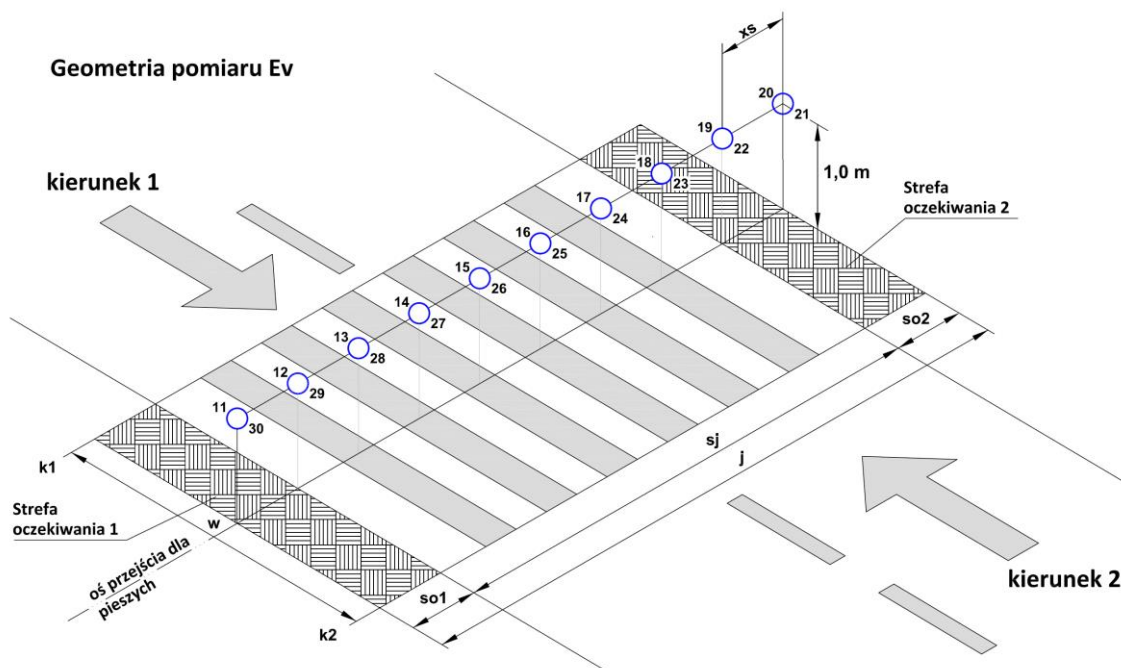 Geometria pomiaru Ev
xs
20
21
19
22
1,0 m
18
23
kierunek 1
Strefa
oczekiwania 2
17
24
16
25
15
26
14
27
13
28
12
29
11
30
so2
sj
j
k1
Strefa
oczekiwania 1
w
oś przejścia dla
pieszych
so1
k2
kierunek 2